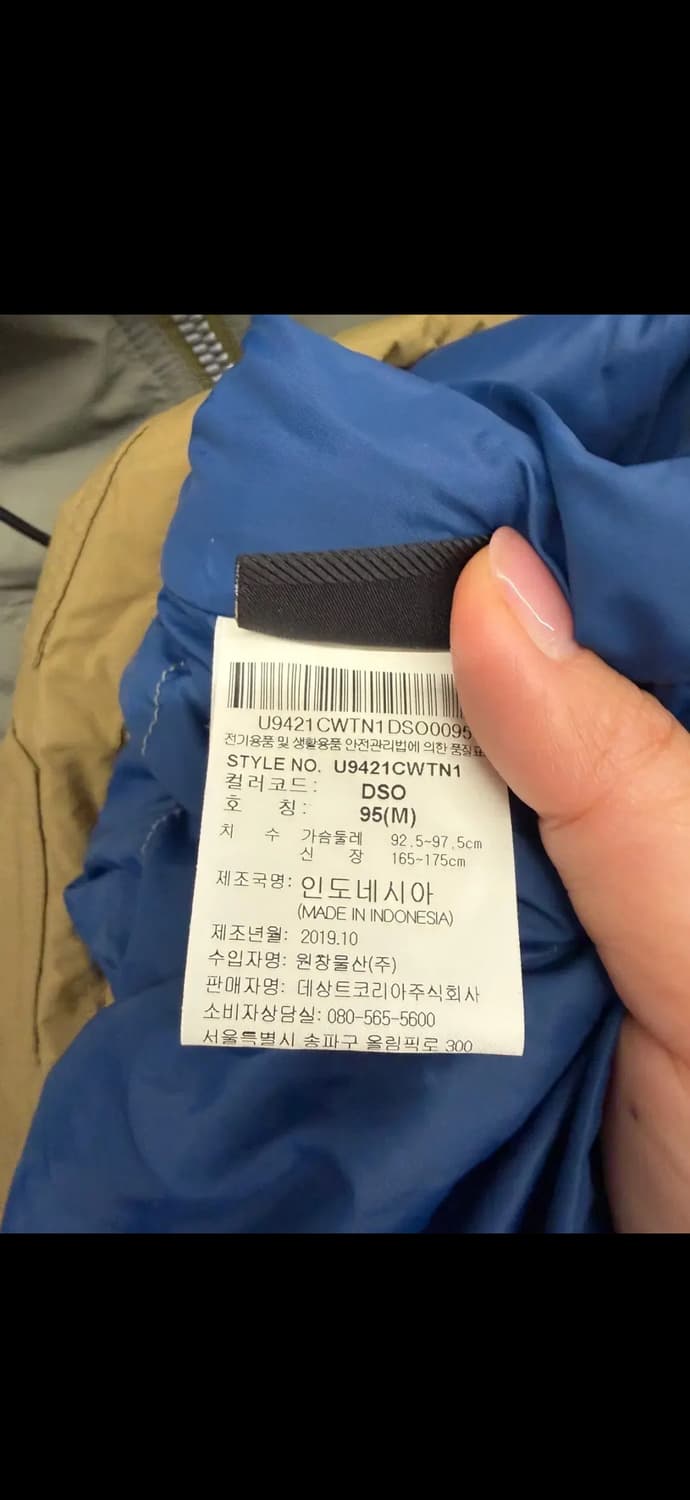 U9421CWTN1DSO0095
전기용품 및 생활용품 안전관리법에 의한 품질표
STYLE NO. U9421CWTN1
컬러코드: DSO
호 칭: 95(M)
치 수 가슴둘레 92.5~97.5cm
신 장 165~175cm
제조국명: 인도네시아
(MADE IN INDONESIA)
제조년월: 2019.10
수입자명: 원창물산(주)
판매자명: 데상트코리아주식회사
소비자상담실: 080-565-5600
서울특별시 송파구 올림픽로 300